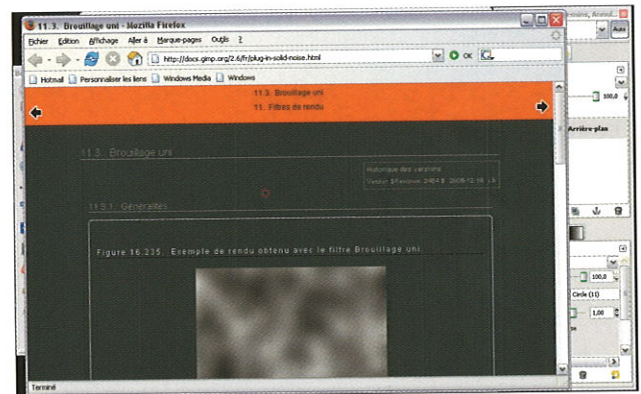 11.3. Brouillage uni - Mozilla Firefox
Fichier Edition Affichage Aller à Marque-pages Outils ?
http://docs.gimp.org/2.6/fr/plug-in-solid-noise.html OK
Hotmail Personnaliser les liens Windows Media Windows
11.3. Brouillage uni
11. Filtres de rendu
11.3. Brouillage uni
Historique des versions
11.3.1. Généralités
Figure 16.235. Exemple de rendu obtenu avec le filtre Brouillage uni.
Terminé
Auto
100,0
Arrière-plan
100,0
Circle (11)
1,00